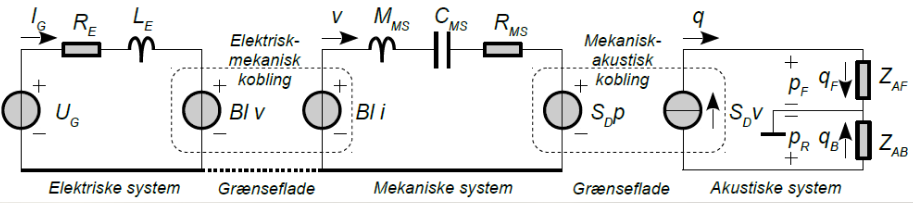 I_G
R_E
L_E
Elektrisk-
mekanisk
kobling
v
M_MS
C_MS
R_MS
Mekanisk-
akustisk
kobling
q
+
−
U_G
+
−
Bl v
+
−
Bl i
+
−
S_D p
S_D v
+
p_F
−
q_F
Z_AF
−
p_R
+
q_B
Z_AB
Elektriske system
Grænseflade
Mekaniske system
Grænseflade
Akustiske system